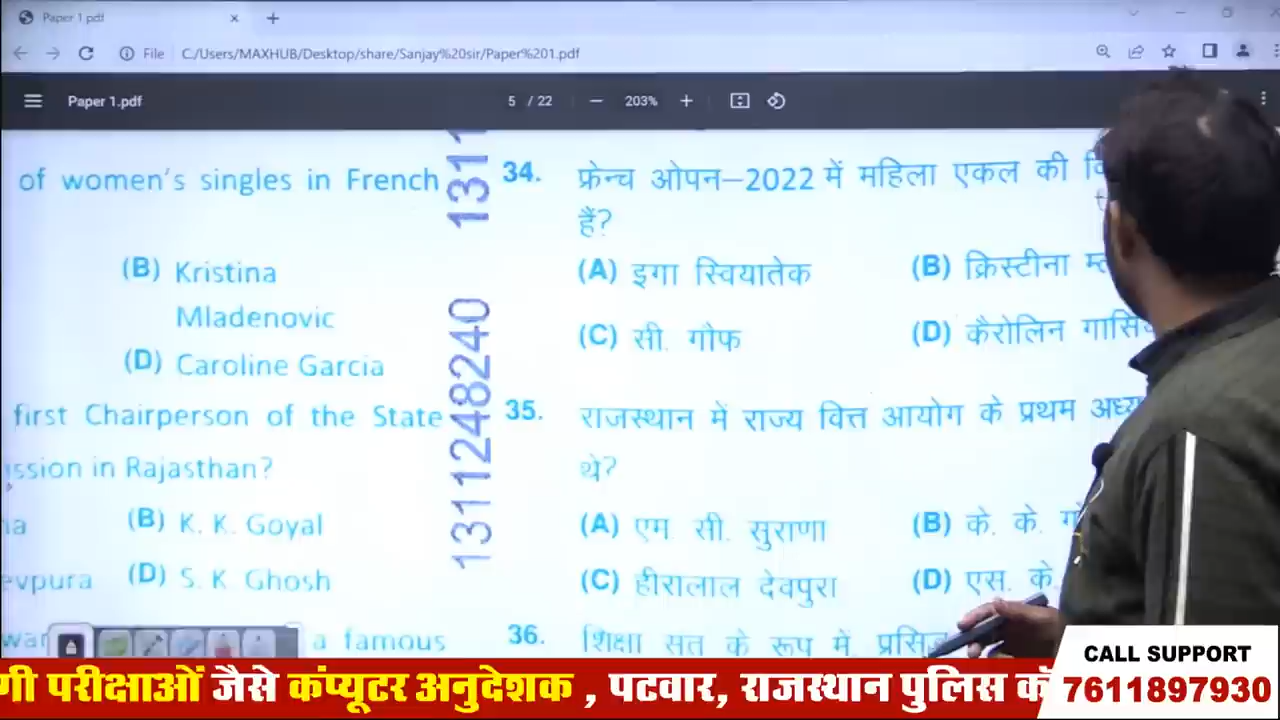 Paper 1.pdf
File C:/Users/MAXHUB/Desktop/share/Sanjay%20sir/Paper%201.pdf
Paper 1.pdf 5 / 22 203%
of women's singles in French
(B) Kristina
Mladenovic
(D) Caroline Garcia
first Chairperson of the State
in Rajasthan?
(B) K. K. Goyal
(D) S. K Ghosh
a famous
1311
1311248240
34. फ्रेन्च ओपन–2022 में महिला एकल की
हैं?
(A) इगा स्वियातेक (B) क्रिस्टीना
(C) सी. गौफ (D) कैरोलिन
35. राजस्थान में राज्य वित्त आयोग के प्रथम
थे?
(A) एम. सी. सुराणा (B) के. के.
(C) हीरालाल देवपुरा (D) एस. के.
36. शिक्षा सत के रूप में
परीक्षाओं जैसे कंप्यूटर अनुदेशक , पटवार, राजस्थान पुलिस
CALL SUPPORT
7611897930